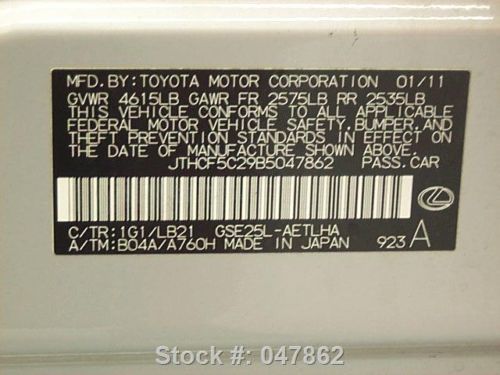 MFD. BY: TOYOTA MOTOR CORPORATION 01/11
GVWR 4615LB GAWR FR 2575LB RR 2535LB
THIS VEHICLE CONFORMS TO ALL APPLICABLE
FEDERAL MOTOR VEHICLE SAFETY, BUMPER, AND
THEFT PREVENTION STANDARDS IN EFFECT ON
THE DATE OF MANUFACTURE SHOWN ABOVE.
JTHCF5C29B5047862 PASS.CAR
C/TR: 1G1/LB21 GSE25L-AETLHA
A/TM: B04A/A760H MADE IN JAPAN 923 A
Stock #: 047862